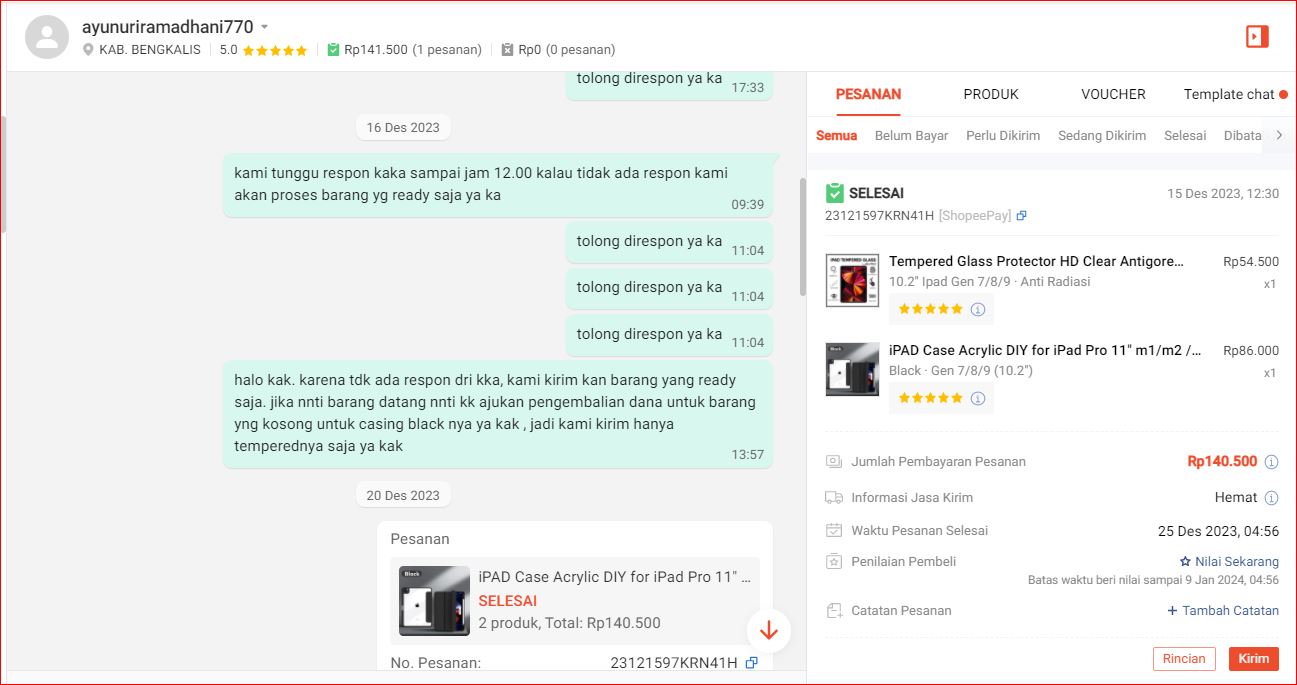 ayunuriramadhani770
KAB. BENGKALIS 5.0 Rp141.500 (1 pesanan) Rp0 (0 pesanan)
tolong direspon ya ka
17:33
16 Des 2023
kami tunggu respon kaka sampai jam 12.00 kalau tidak ada respon kami
akan proses barang yg ready saja ya ka
09:39
tolong direspon ya ka
11:04
tolong direspon ya ka
11:04
tolong direspon ya ka
11:04
halo kak. karena tdk ada respon dri kka, kami kirim kan barang yang ready
saja. jika nnti barang datang nnti kk ajukan pengembalian dana untuk barang
yng kosong untuk casing black nya ya kak , jadi kami kirim hanya
temperednya saja ya kak
13:57
20 Des 2023
Pesanan
Black
iPAD Case Acrylic DIY for iPad Pro 11" ...
SELESAI
2 produk, Total: Rp140.500
No. Pesanan: 23121597KRN41H
PESANAN PRODUK VOUCHER Template chat
Semua Belum Bayar Perlu Dikirim Sedang Dikirim Selesai Dibata
SELESAI 15 Des 2023, 12:30
23121597KRN41H [ShopeePay]
IPAD TEMPERED GLASS
Tempered Glass Protector HD Clear Antigore... Rp54.500
10.2" Ipad Gen 7/8/9 · Anti Radiasi x1
Black
iPAD Case Acrylic DIY for iPad Pro 11" m1/m2 /... Rp86.000
Black · Gen 7/8/9 (10.2") x1
Jumlah Pembayaran Pesanan Rp140.500
Informasi Jasa Kirim Hemat
Waktu Pesanan Selesai 25 Des 2023, 04:56
Penilaian Pembeli Nilai Sekarang
Batas waktu beri nilai sampai 9 Jan 2024, 04:56
Catatan Pesanan + Tambah Catatan
Rincian Kirim